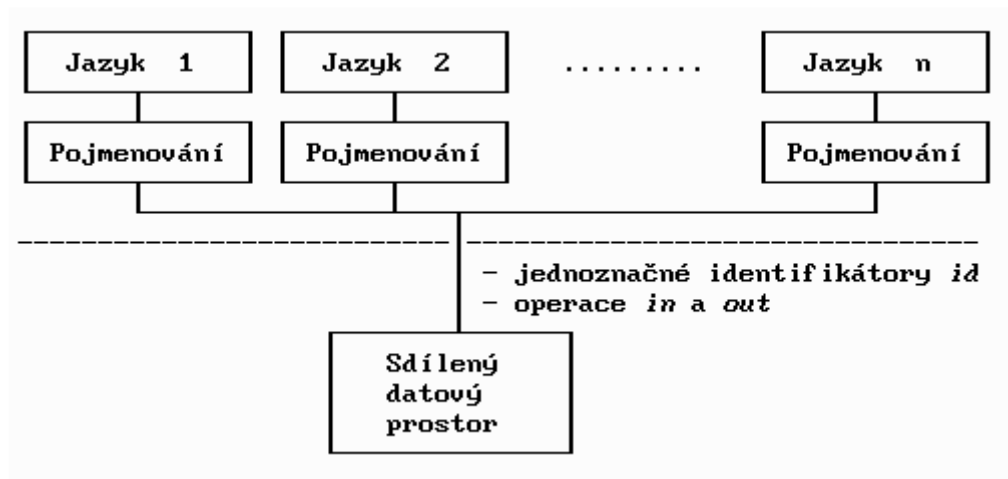 Jazyk 1
Jazyk 2
.........
Jazyk n
Pojmenování
Pojmenování
Pojmenování
- jednoznačné identifikátory id
- operace in a out
Sdílený
datový
prostor